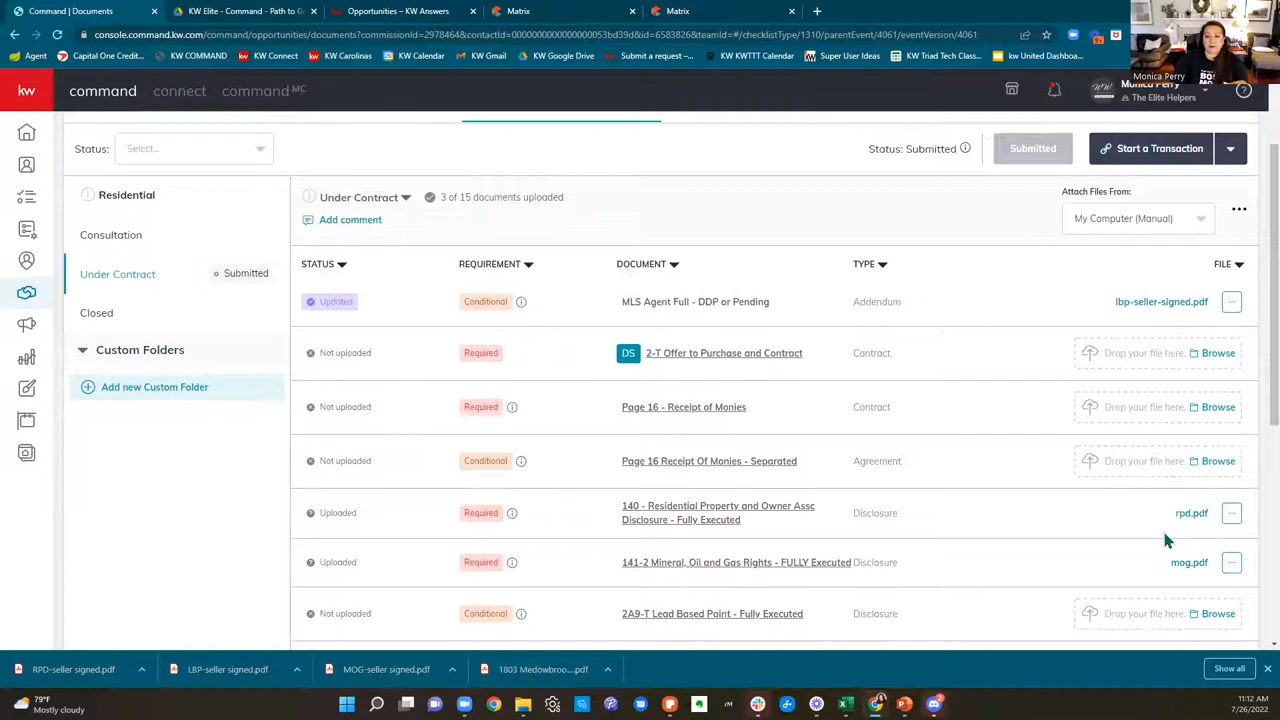 Command | Documents
KW Elite - Command - Path to G
Opportunities – KW Answers
Matrix
Matrix
console.command.kw.com/command/opportunities/documents?commissionId=2978464&contactId=00000000000000053bd39d&id=6583826&teamId=#/checklistType/1310/parentEvent/4061/eventVersion/4061
Agent
Capital One Credit...
KW COMMAND
KW Connect
KW Carolinas
KW Calendar
KW Gmail
KW Google Drive
Submit a request –...
KW KWTTT Calendar
Super User Ideas
KW Triad Tech Class...
kw United Dashboa...
Monica Perry
kw
command
connect
command MC
Monica Perry
The Elite Helpers
Status:
Select...
Status: Submitted
Submitted
Start a Transaction
Residential
Consultation
Under Contract
Submitted
Closed
Custom Folders
Add new Custom Folder
Under Contract
3 of 15 documents uploaded
Add comment
Attach Files From:
My Computer (Manual)
STATUS REQUIREMENT DOCUMENT TYPE FILE
Updated Conditional MLS Agent Full - DDP or Pending Addendum lbp-seller-signed.pdf
Not uploaded Required DS 2-T Offer to Purchase and Contract Contract Drop your file here. Browse
Not uploaded Required Page 16 - Receipt of Monies Contract Drop your file here. Browse
Not uploaded Conditional Page 16 Receipt Of Monies - Separated Agreement Drop your file here. Browse
Uploaded Required 140 - Residential Property and Owner Assc
Disclosure - Fully Executed Disclosure rpd.pdf
Uploaded Required 141-2 Mineral, Oil and Gas Rights - FULLY Executed Disclosure mog.pdf
Not uploaded Conditional 2A9-T Lead Based Paint - Fully Executed Disclosure Drop your file here. Browse
RPD-seller signed.pdf
LBP-seller signed.pdf
MOG-seller signed.pdf
1803 Medowbroo....pdf
Show all
79°F
Mostly cloudy
11:12 AM
7/26/2022